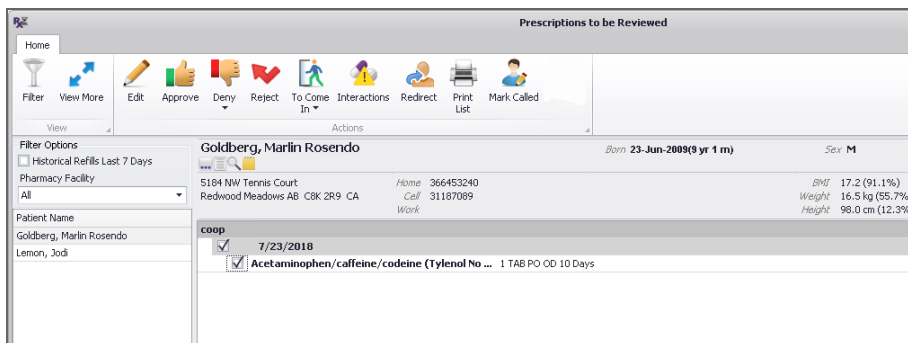 Prescriptions to be Reviewed
Home
Filter View More Edit Approve Deny Reject To Come In Interactions Redirect Print List Mark Called
View Actions
Filter Options
Historical Refills Last 7 Days
Pharmacy Facility
All
Patient Name
Goldberg, Marlin Rosendo
Lemon, Jodi
Goldberg, Marlin Rosendo Born 23-Jun-2009(9 yr 1 m) Sex M
5184 NW Tennis Court Home 366453240 BMI 17.2 (91.1%)
Redwood Meadows AB C8K 2R9 CA Cell 31187089 Weight 16.5 kg (55.7%
Work Height 98.0 cm (12.3%
coop
7/23/2018
Acetaminophen/caffeine/codeine (Tylenol No ... 1 TAB PO OD 10 Days